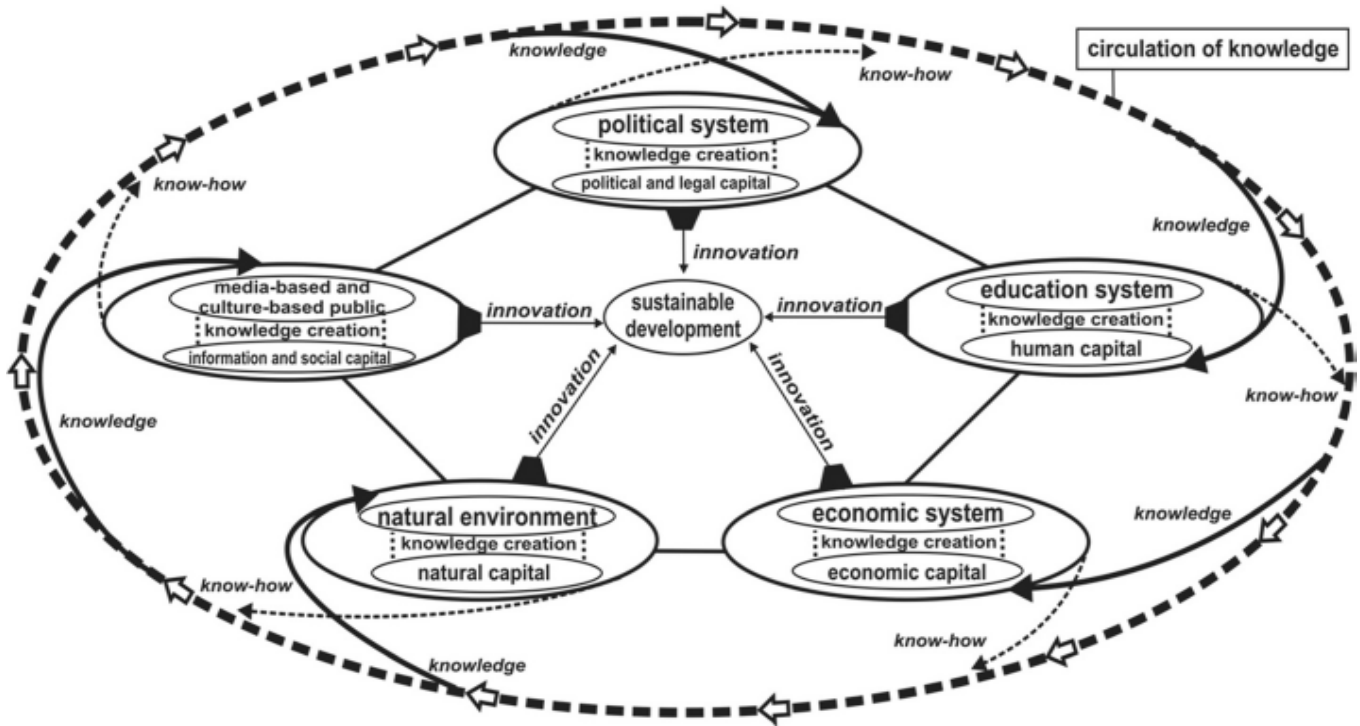 knowledge
circulation of knowledge
know-how
political system
knowledge creation
political and legal capital
know-how
knowledge
innovation
media-based and
culture-based public
knowledge creation
information and social capital
innovation
sustainable
development
innovation
education system
knowledge creation
human capital
know-how
knowledge
innovation
innovation
natural environment
knowledge creation
natural capital
economic system
knowledge creation
economic capital
knowledge
know-how
know-how
knowledge